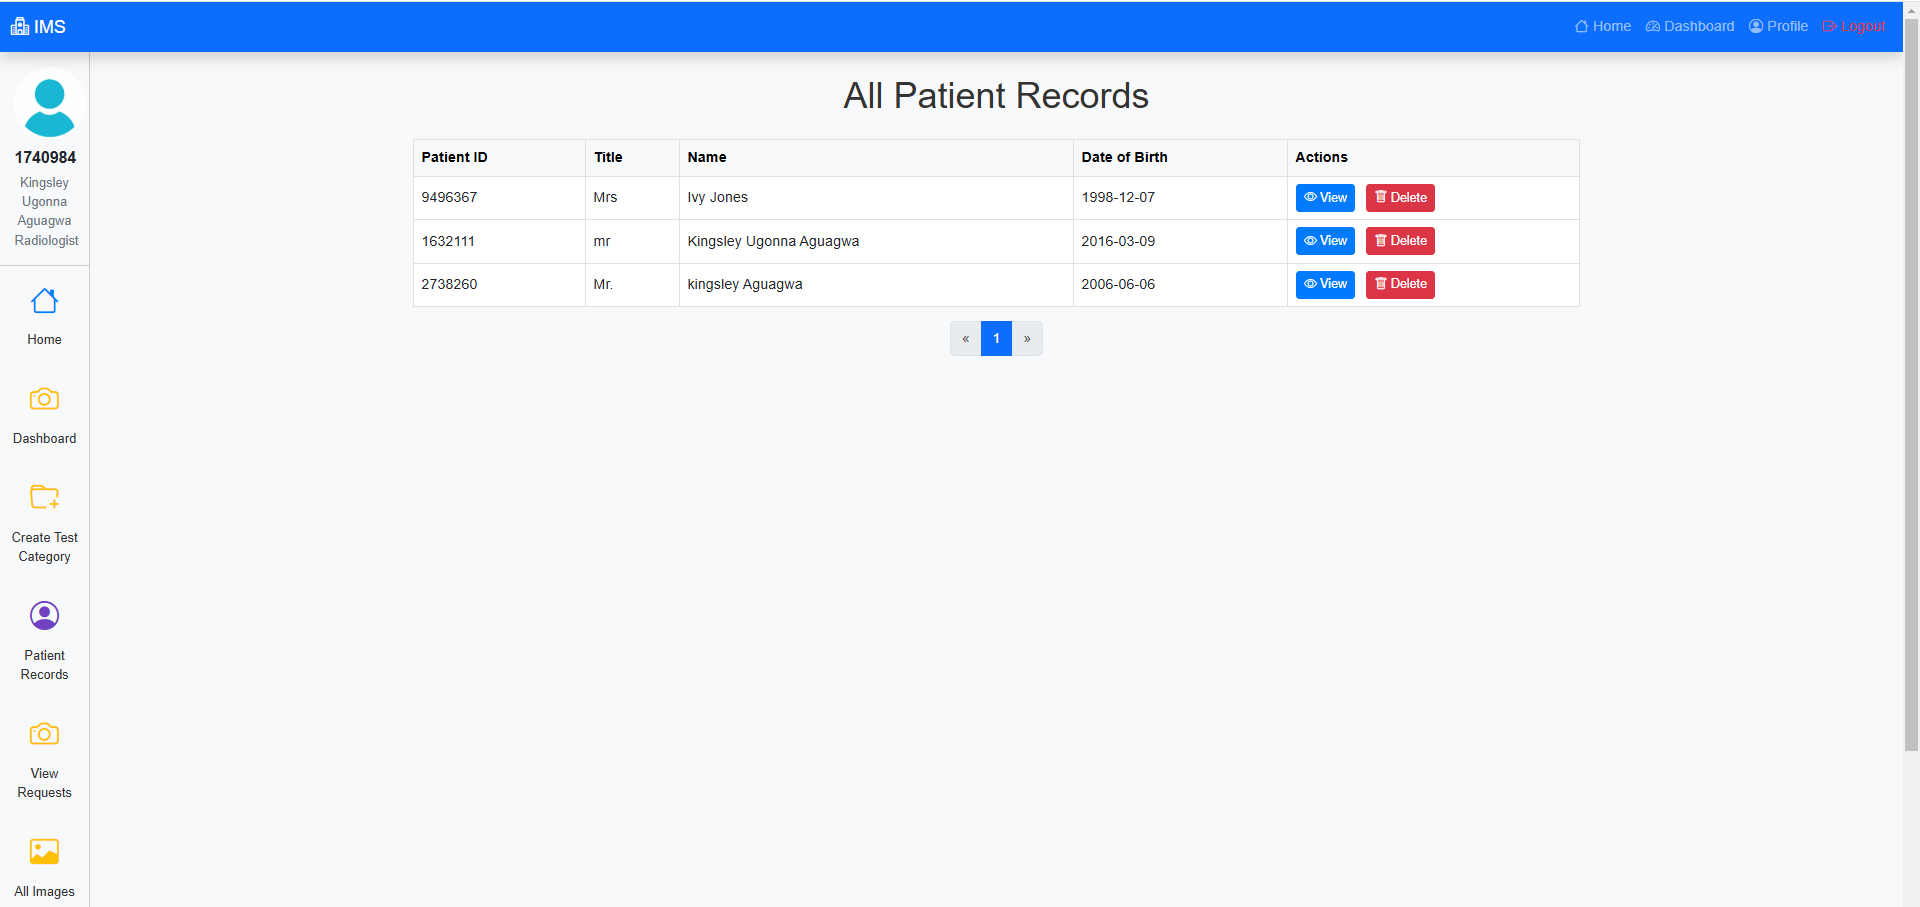 IMS
Home Dashboard Profile Logout
1740984
Kingsley
Ugonna
Aguagwa
Radiologist
Home
Dashboard
Create Test
Category
Patient
Records
View
Requests
All Images
All Patient Records
Patient ID Title Name Date of Birth Actions
9496367 Mrs Ivy Jones 1998-12-07 View Delete
1632111 mr Kingsley Ugonna Aguagwa 2016-03-09 View Delete
2738260 Mr. kingsley Aguagwa 2006-06-06 View Delete
« 1 »